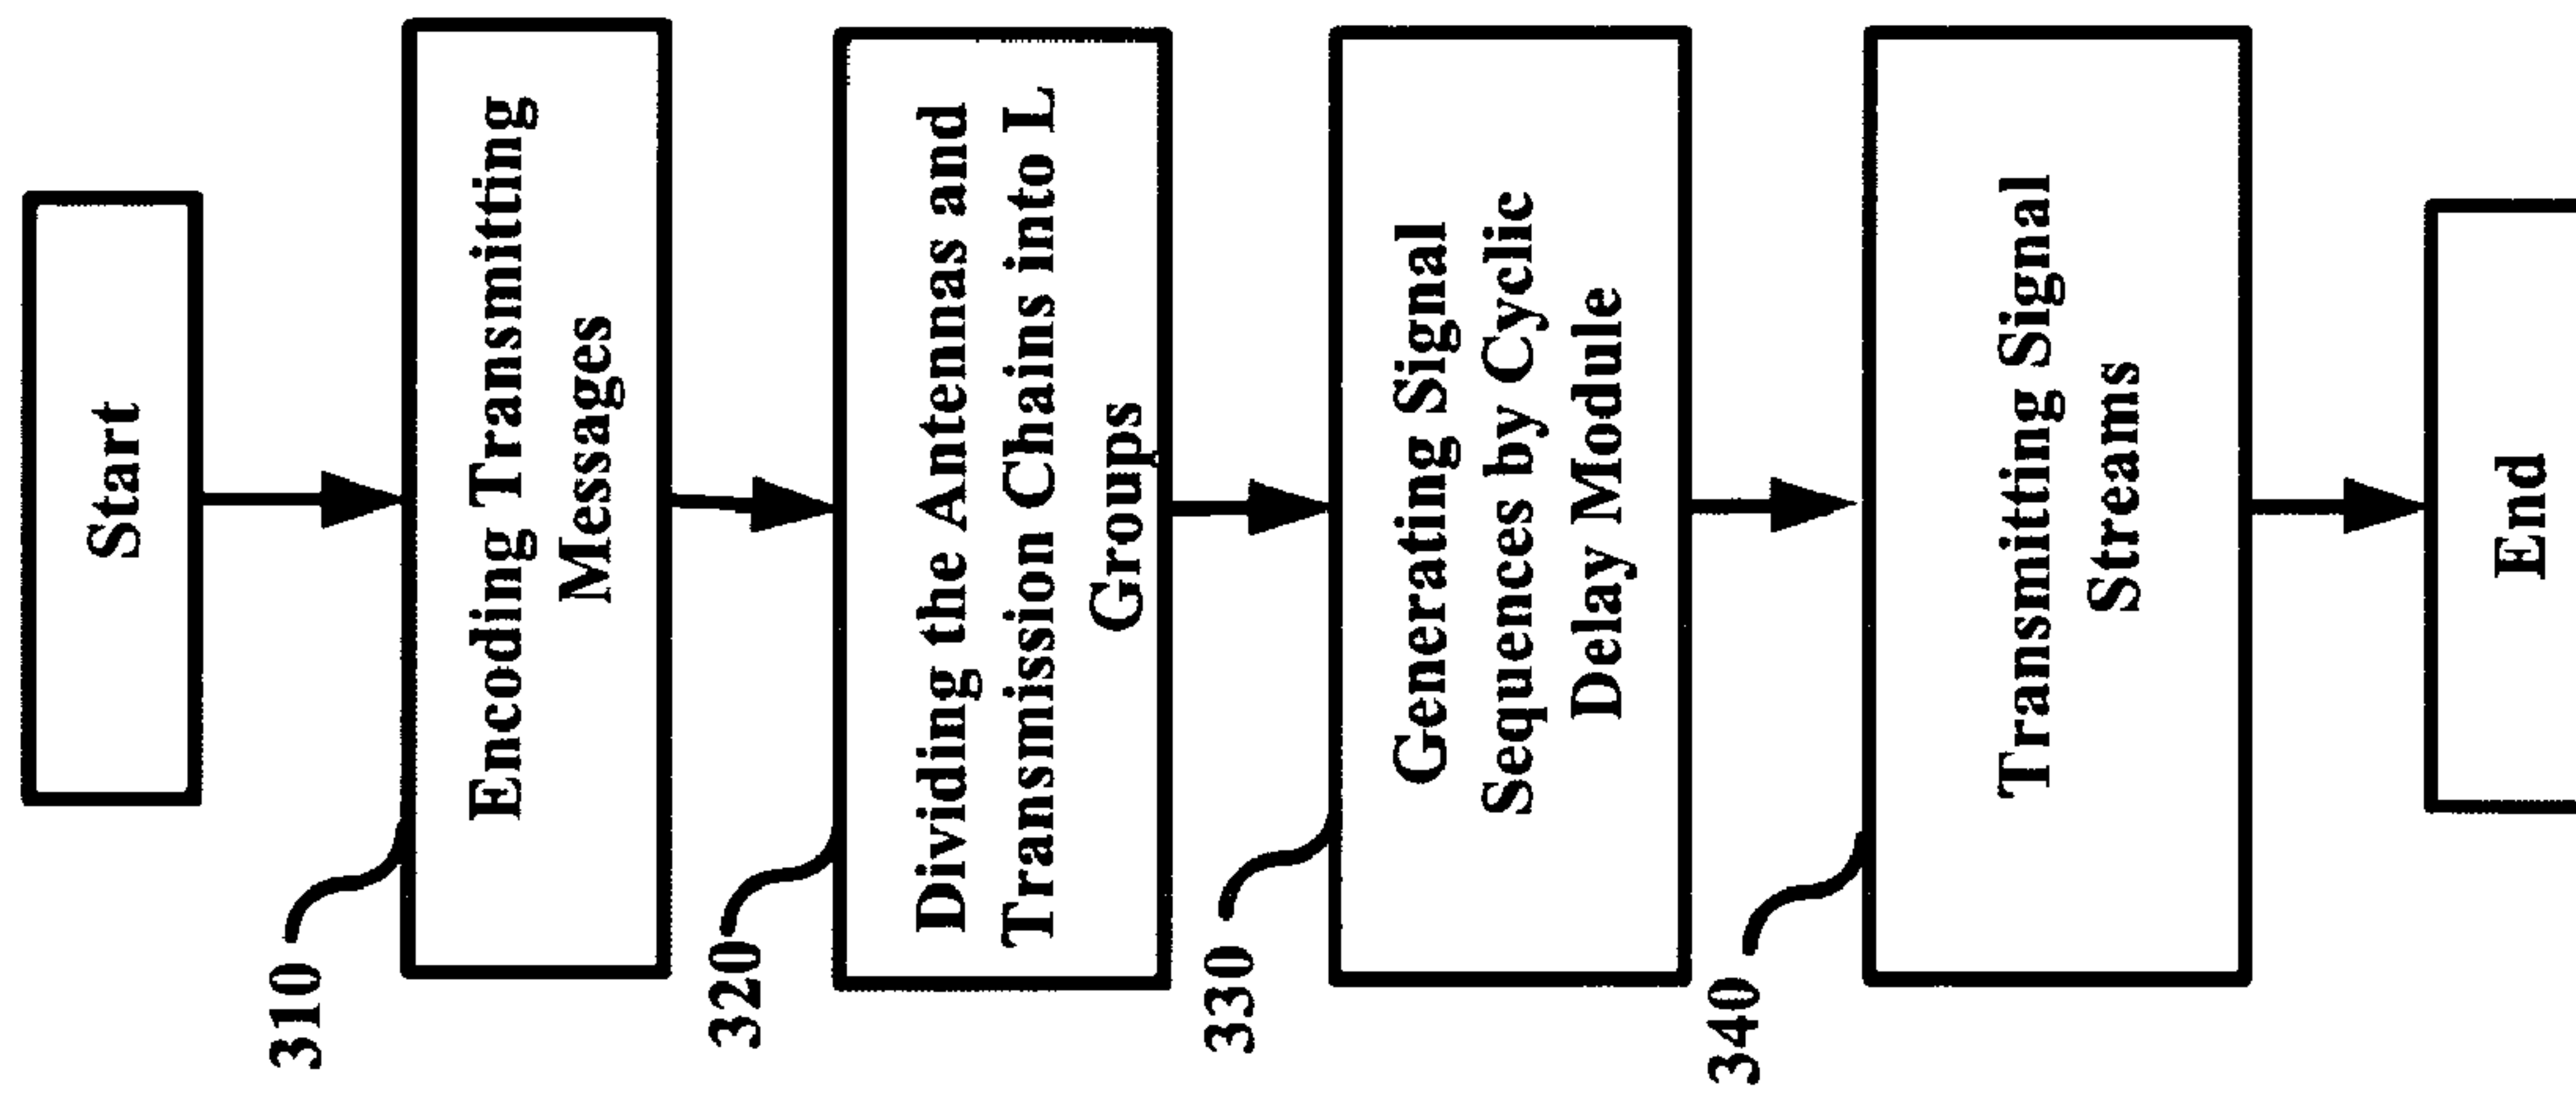 Start
310
Encoding Transmitting
Messages
320
Dividing the Antennas and
Transmission Chains into L
Groups
330
Generating Signal
Sequences by Cyclic
Delay Module
340
Transmitting Signal
Streams
End